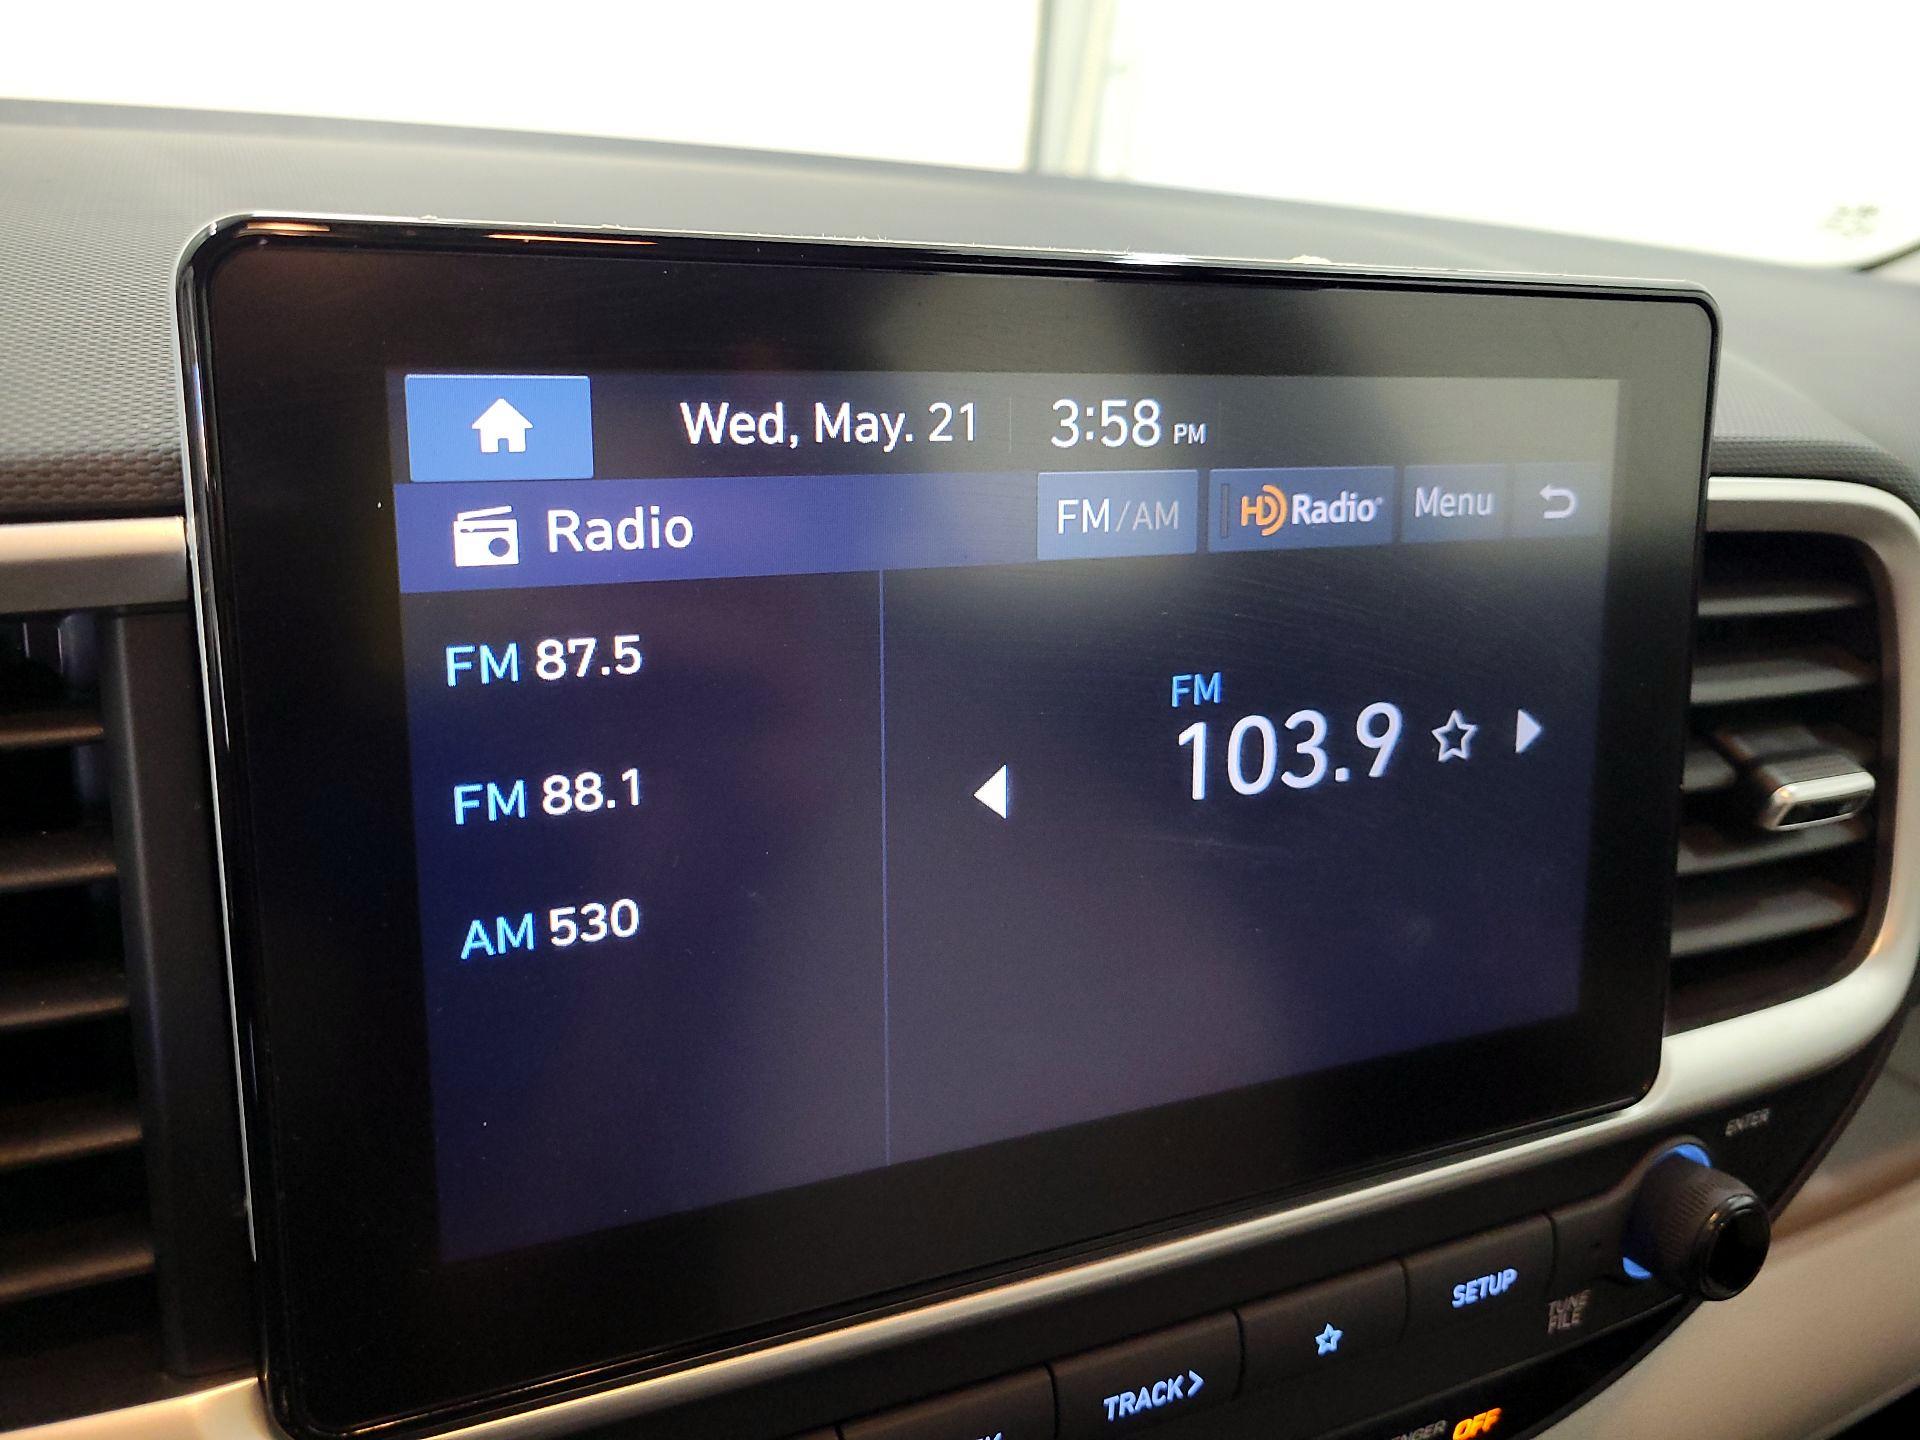 Wed, May. 21 3:58 PM
Radio FM/AM HD Radio® Menu
FM 87.5
FM 88.1
AM 530
FM
103.9
ENTER
TUNE
FILE
SETUP
TRACK>
OFF